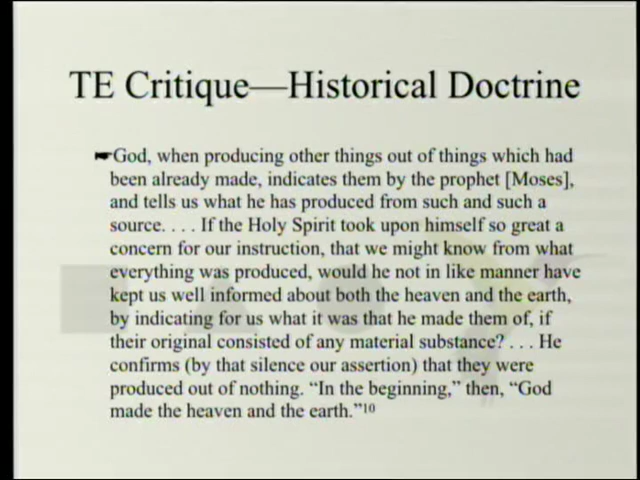 TE Critique—Historical Doctrine
☛God, when producing other things out of things which had
been already made, indicates them by the prophet [Moses],
and tells us what he has produced from such and such a
source. . . . If the Holy Spirit took upon himself so great a
concern for our instruction, that we might know from what
everything was produced, would he not in like manner have
kept us well informed about both the heaven and the earth,
by indicating for us what it was that he made them of, if
their original consisted of any material substance? . . . He
confirms (by that silence our assertion) that they were
produced out of nothing. “In the beginning,” then, “God
made the heaven and the earth.”¹⁰